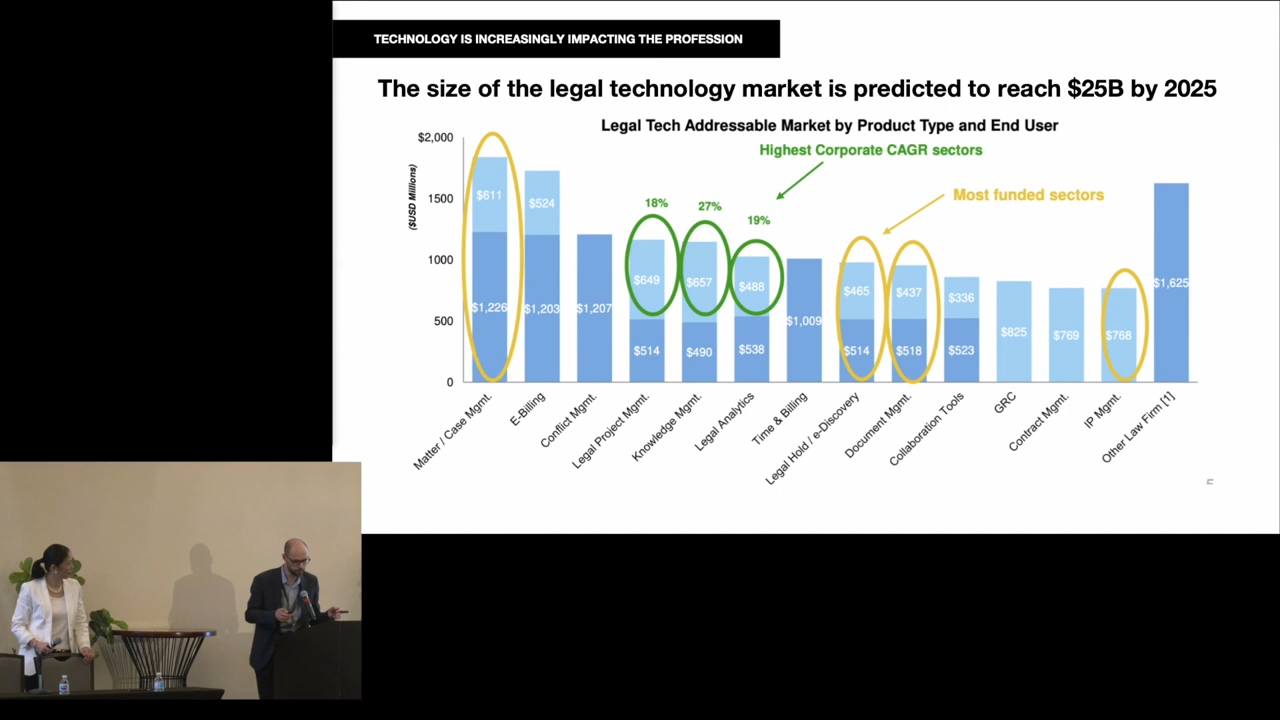 TECHNOLOGY IS INCREASINGLY IMPACTING THE PROFESSION
The size of the legal technology market is predicted to reach $25B by 2025
Legal Tech Addressable Market by Product Type and End User
Highest Corporate CAGR sectors
Most funded sectors
($USD Millions)
$2,000
1500
1000
500
0
18%
27%
19%
$611
$524
$649
$657
$488
$465
$437
$336
$1,226
$1,203
$1,207
$514
$490
$538
$1,009
$514
$518
$523
$825
$769
$768
$1,625
Matter / Case Mgmt.
E-Billing
Conflict Mgmt.
Legal Project Mgmt.
Knowledge Mgmt.
Legal Analytics
Time & Billing
Legal Hold / e-Discovery
Document Mgmt.
Collaboration Tools
GRC
Contract Mgmt.
IP Mgmt.
Other Law Firm [1]